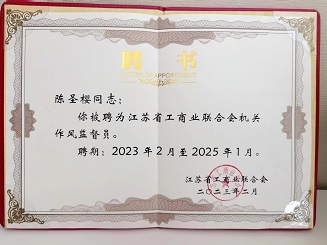 聘书
陈圣樱同志：
你被聘为江苏省工商业联合会机关
作风监督员。
聘期：2023年2月至2025年1月。
江苏省工商业联合会
二〇二三年二月